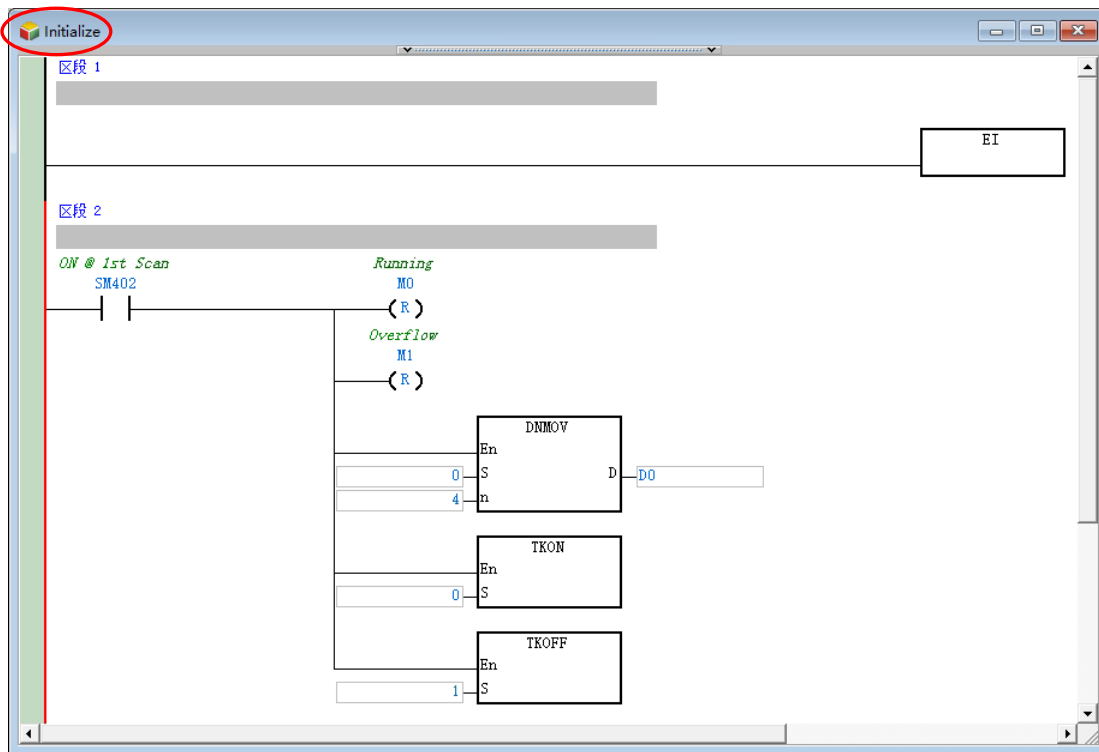 Initialize
区段 1
EI
区段 2
ON @ 1st Scan
SM402
Running
M0
R
Overflow
M1
R
DNMOV
En
0 S D D0
4 n
TKON
En
0 S
TKOFF
En
1 S